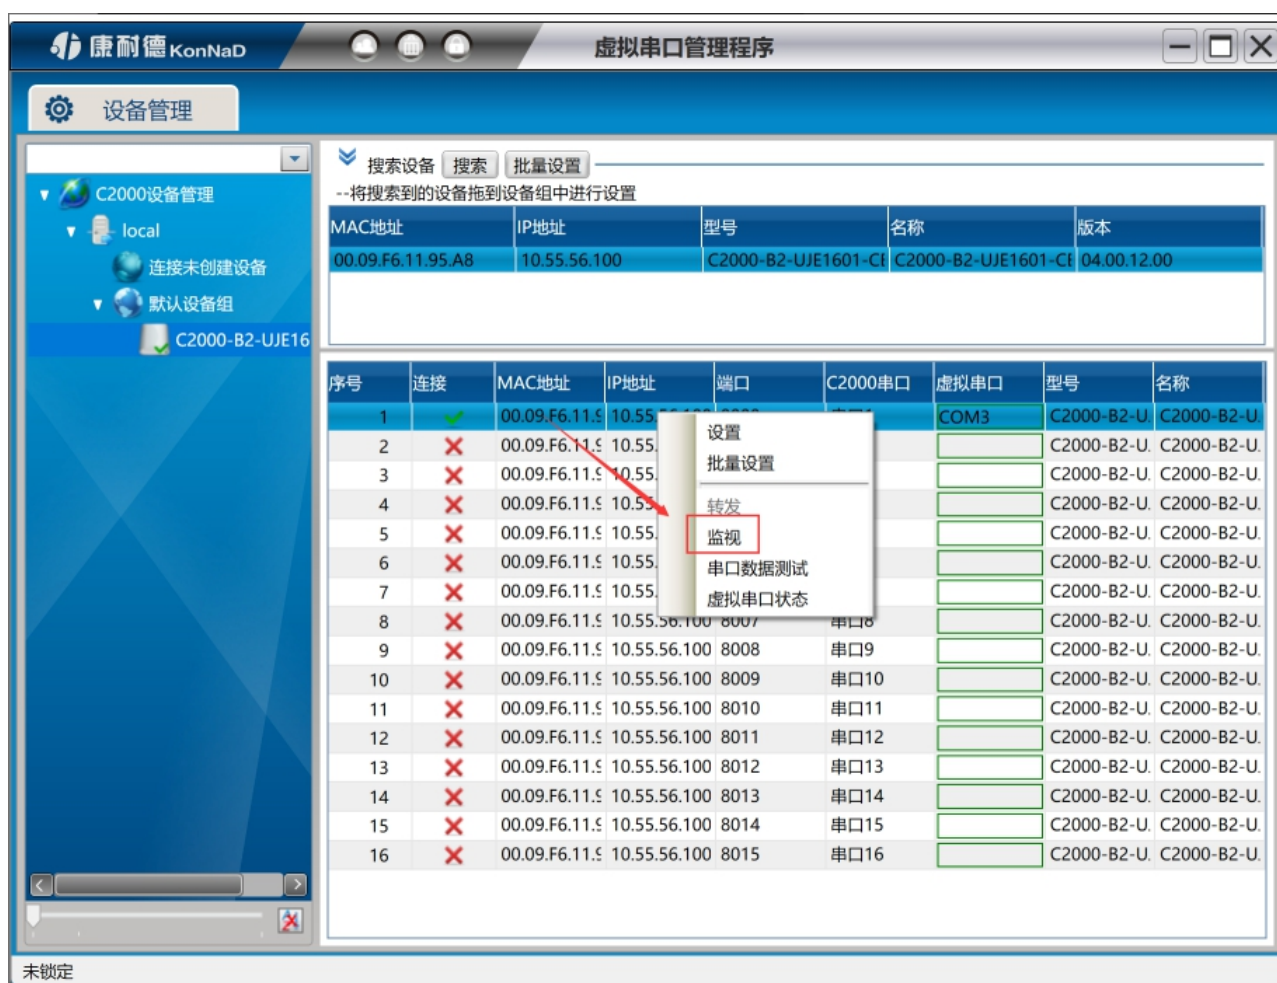 康耐德 KonNaD
虚拟串口管理程序
设备管理
C2000设备管理
local
连接未创建设备
默认设备组
C2000-B2-UJE16
搜索设备 搜索 批量设置
--将搜索到的设备拖到设备组中进行设置
MAC地址 IP地址 型号 名称 版本
00.09.F6.11.95.A8 10.55.56.100 C2000-B2-UJE1601-CE C2000-B2-UJE1601-CE 04.00.12.00
序号 连接 MAC地址 IP地址 端口 C2000串口 虚拟串口 型号 名称
1 00.09.F6.11.9 10.55. COM3 C2000-B2-U. C2000-B2-U.
2 00.09.F6.11.9 10.55. C2000-B2-U. C2000-B2-U.
3 00.09.F6.11.9 10.55. C2000-B2-U. C2000-B2-U.
4 00.09.F6.11.9 10.55. C2000-B2-U. C2000-B2-U.
5 00.09.F6.11.9 10.55. C2000-B2-U. C2000-B2-U.
6 00.09.F6.11.9 10.55. C2000-B2-U. C2000-B2-U.
7 00.09.F6.11.9 10.55. C2000-B2-U. C2000-B2-U.
8 00.09.F6.11.9 10.55.56.100 8007 串口8 C2000-B2-U. C2000-B2-U.
9 00.09.F6.11.9 10.55.56.100 8008 串口9 C2000-B2-U. C2000-B2-U.
10 00.09.F6.11.9 10.55.56.100 8009 串口10 C2000-B2-U. C2000-B2-U.
11 00.09.F6.11.9 10.55.56.100 8010 串口11 C2000-B2-U. C2000-B2-U.
12 00.09.F6.11.9 10.55.56.100 8011 串口12 C2000-B2-U. C2000-B2-U.
13 00.09.F6.11.9 10.55.56.100 8012 串口13 C2000-B2-U. C2000-B2-U.
14 00.09.F6.11.9 10.55.56.100 8013 串口14 C2000-B2-U. C2000-B2-U.
15 00.09.F6.11.9 10.55.56.100 8014 串口15 C2000-B2-U. C2000-B2-U.
16 00.09.F6.11.9 10.55.56.100 8015 串口16 C2000-B2-U. C2000-B2-U.
设置
批量设置
转发
监视
串口数据测试
虚拟串口状态
未锁定